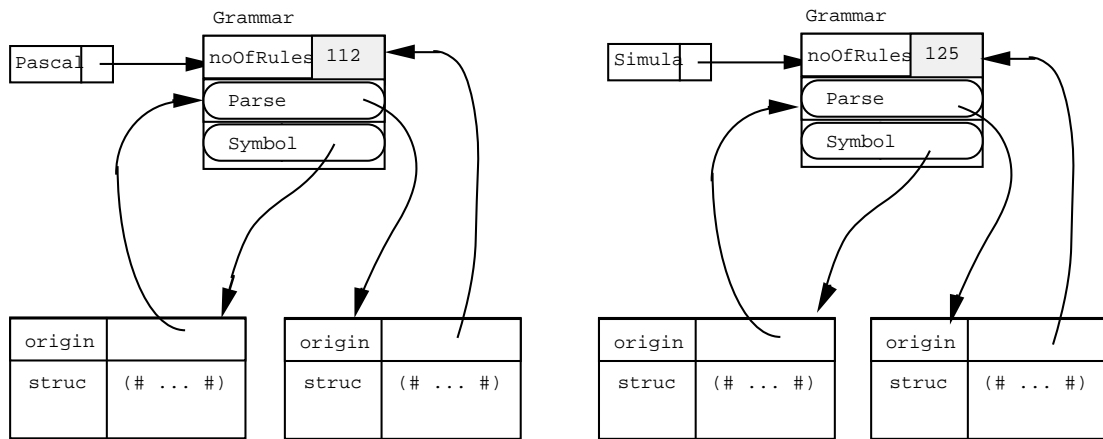 Grammar
Pascal
noOfRules 112
Parse
Symbol
origin
struc (# ... #)
origin
struc (# ... #)
Grammar
Simula
noOfRules 125
Parse
Symbol
origin
struc (# ... #)
origin
struc (# ... #)